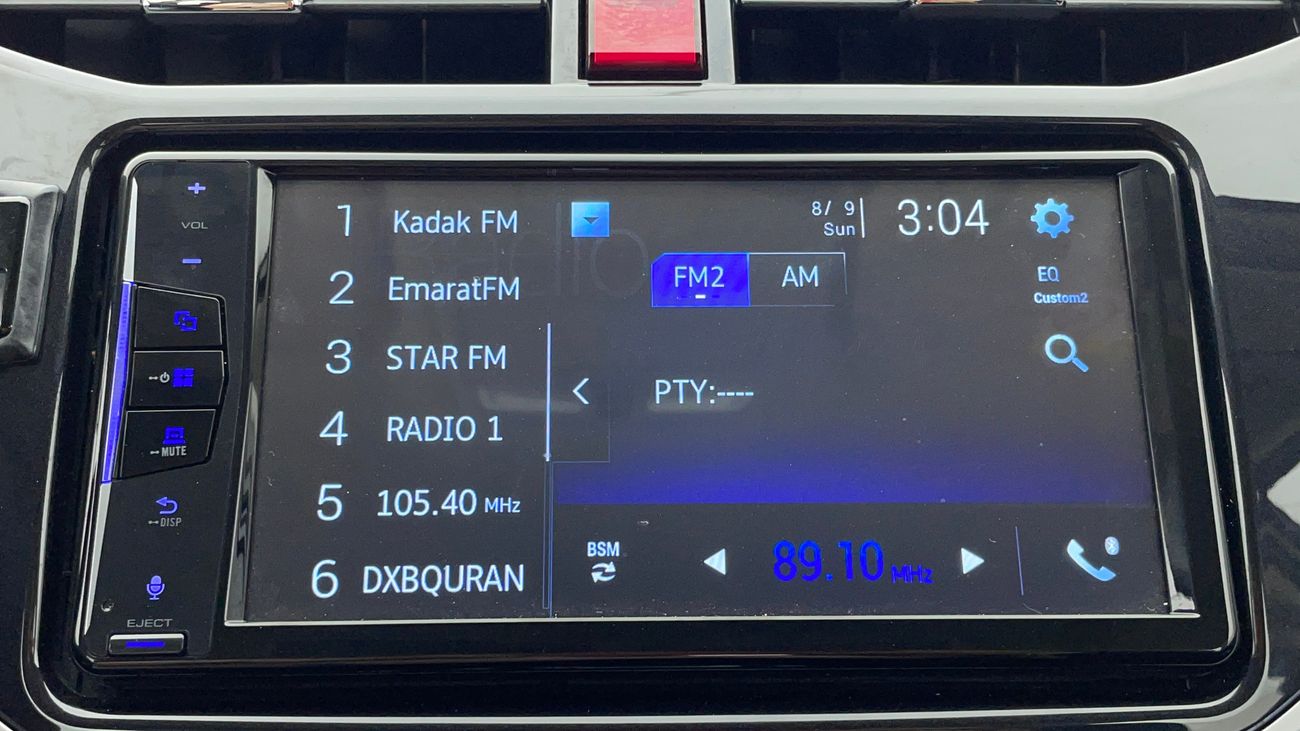 VOL
MUTE
DISP
EJECT
1 Kadak FM
2 EmaratFM
3 STAR FM
4 RADIO 1
5 105.40 MHz
6 DXBQURAN
Radio
8/ 9
Sun
3:04
FM2
AM
EQ
Custom2
PTY:----
BSM
89.10 MHz